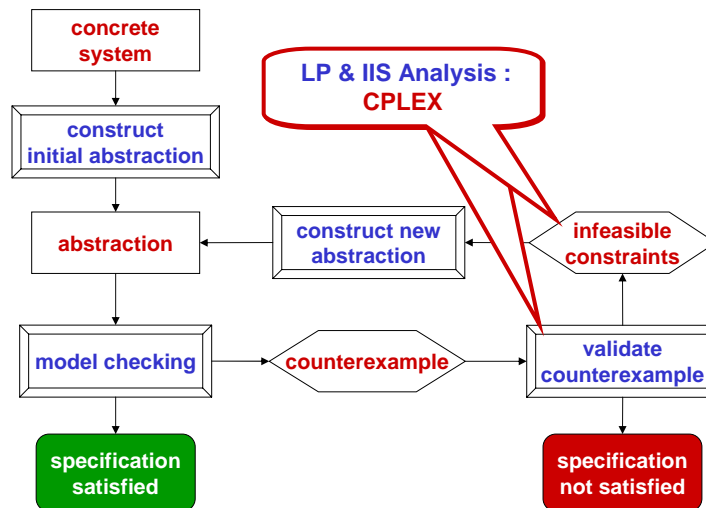 concrete
system
LP & IIS Analysis :
CPLEX
construct
initial abstraction
abstraction
construct new
abstraction
infeasible
constraints
model checking
counterexample
validate
counterexample
specification
satisfied
specification
not satisfied